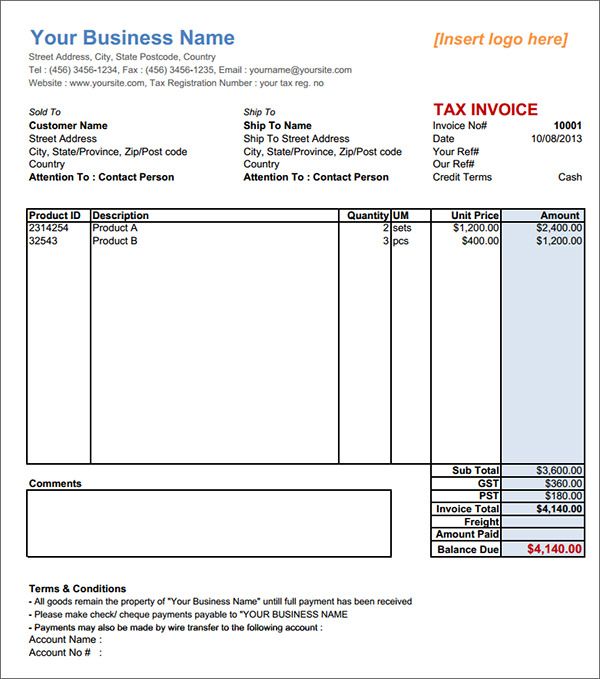 Your Business Name
[Insert logo here]
Street Address, City, State Postcode, Country
Tel : (456) 3456-1234, Fax : (456) 3456-1235, Email : yourname@yoursite.com
Website : www.yoursite.com, Tax Registration Number : your tax reg. no
Sold To
Customer Name
Street Address
City, State/Province, Zip/Post code
Country
Attention To : Contact Person
Ship To
Ship To Name
Ship To Street Address
City, State/Province, Zip/Post code
Country
Attention To : Contact Person
TAX INVOICE
Invoice No# 10001
Date 10/08/2013
Your Ref#
Our Ref#
Credit Terms Cash
Product ID Description Quantity UM Unit Price Amount
2314254 Product A 2 sets $1,200.00 $2,400.00
32543 Product B 3 pcs $400.00 $1,200.00
Sub Total $3,600.00
GST $360.00
PST $180.00
Invoice Total $4,140.00
Freight
Amount Paid
Balance Due $4,140.00
Comments
Terms & Conditions
- All goods remain the property of "Your Business Name" untill full payment has been received
- Please make check/ cheque payments payable to "YOUR BUSINESS NAME
- Payments may also be made by wire transfer to the following account :
Account Name :
Account No # :